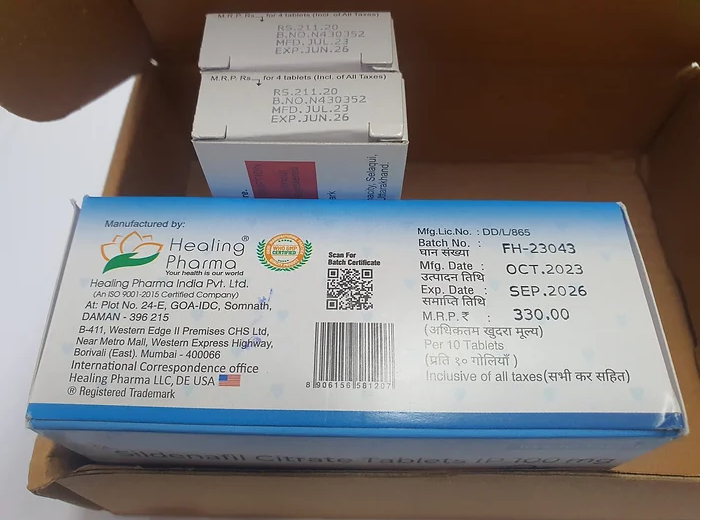 M.R.P. Rs. for 4 tablets (Incl. of All Taxes)
RS.211.20
B.NO.N430352
MFD.JUL.23
EXP.JUN.26
M.R.P. Rs. for 4 tablets (Incl. of All Taxes)
RS.211.20
B.NO.N430352
MFD.JUL.23
EXP.JUN.26
Selaqui,
Uttarakhand.
Manufactured by:
Healing®
Pharma
Your health is our world
WHO GMP
CERTIFIED
Healing Pharma India Pvt. Ltd.
(An ISO 9001-2015 Certified Company)
At: Plot No. 24-E, GOA-IDC, Somnath,
DAMAN - 396 215
B-411, Western Edge II Premises CHS Ltd,
Near Metro Mall, Western Express Highway,
Borivali (East). Mumbai - 400066
International Correspondence office
Healing Pharma LLC, DE USA
® Registered Trademark
Scan For
Batch Certificate
8 906156 581207
Mfg.Lic.No. : DD/L/865
Batch No. : FH-23043
घान संख्या
Mfg. Date : OCT.2023
उत्पादन तिथि
Exp. Date : SEP.2026
समाप्ति तिथि
M.R.P.₹ : 330.00
(अधिकतम खुदरा मूल्य)
Per 10 Tablets
(प्रति १० गोलियाँ)
Inclusive of all taxes(सभी कर सहित)
Sildenafil Citrate Tablets IP 100 mg